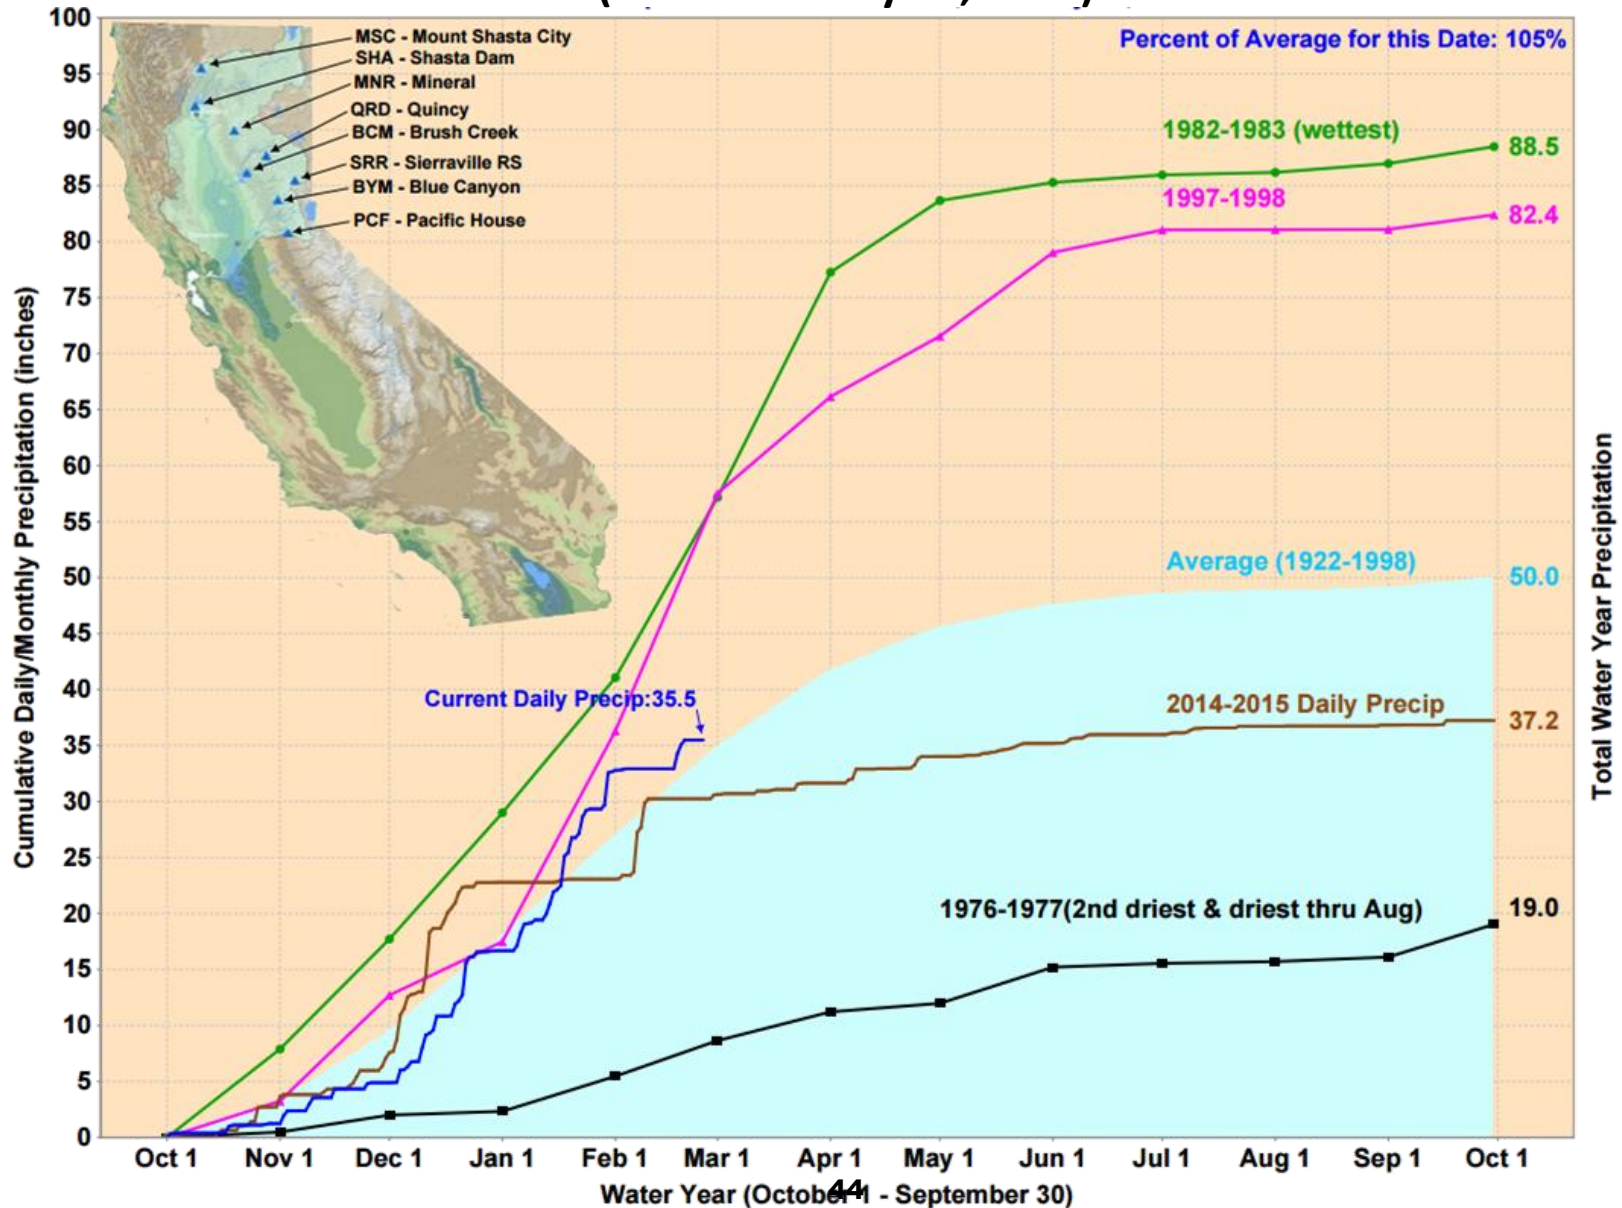 Percent of Average for this Date: 105%
MSC - Mount Shasta City
SHA - Shasta Dam
MNR - Mineral
QRD - Quincy
BCM - Brush Creek
SRR - Sierraville RS
BYM - Blue Canyon
PCF - Pacific House
Cumulative Daily/Monthly Precipitation (inches)
100
95
90
85
80
75
70
65
60
55
50
45
40
35
30
25
20
15
10
5
0
1982-1983 (wettest)
88.5
1997-1998
82.4
Average (1922-1998)
50.0
Current Daily Precip:35.5
2014-2015 Daily Precip
37.2
1976-1977(2nd driest & driest thru Aug)
19.0
Total Water Year Precipitation
Oct 1 Nov 1 Dec 1 Jan 1 Feb 1 Mar 1 Apr 1 May 1 Jun 1 Jul 1 Aug 1 Sep 1 Oct 1
Water Year (October 1 - September 30)
44